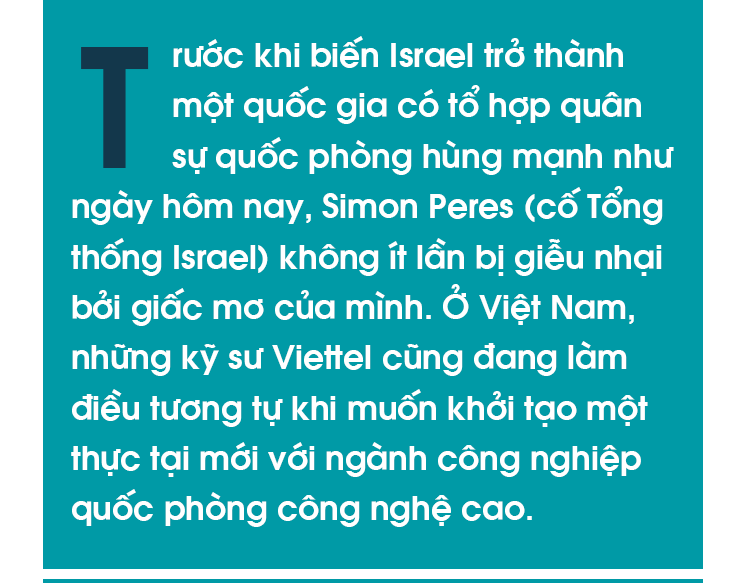 Trước khi biến Israel trở thành
một quốc gia có tổ hợp quân
sự quốc phòng hùng mạnh như
ngày hôm nay, Simon Peres (cố Tổng
thống Israel) không ít lần bị giễu nhại
bởi giấc mơ của mình. Ở Việt Nam,
những kỹ sư Viettel cũng đang làm
điều tương tự khi muốn khởi tạo một
thực tại mới với ngành công nghiệp
quốc phòng công nghệ cao.